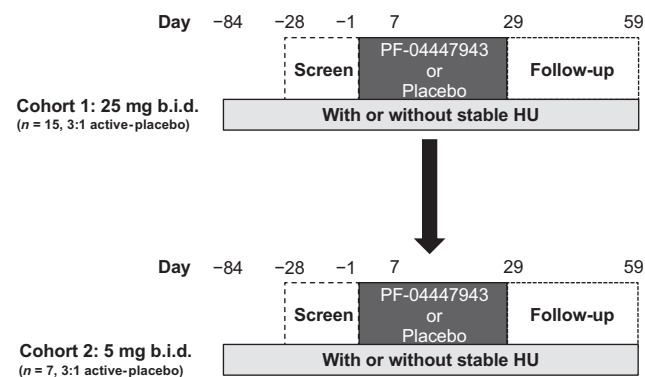 Day −84 −28 −1 7 29 59
PF-04447943
Screen or Follow-up
Placebo
Cohort 1: 25 mg b.i.d.
With or without stable HU
(n = 15, 3:1 active-placebo)
Day −84 −28 −1 7 29 59
PF-04447943
Screen or Follow-up
Placebo
Cohort 2: 5 mg b.i.d.
With or without stable HU
(n = 7, 3:1 active-placebo)